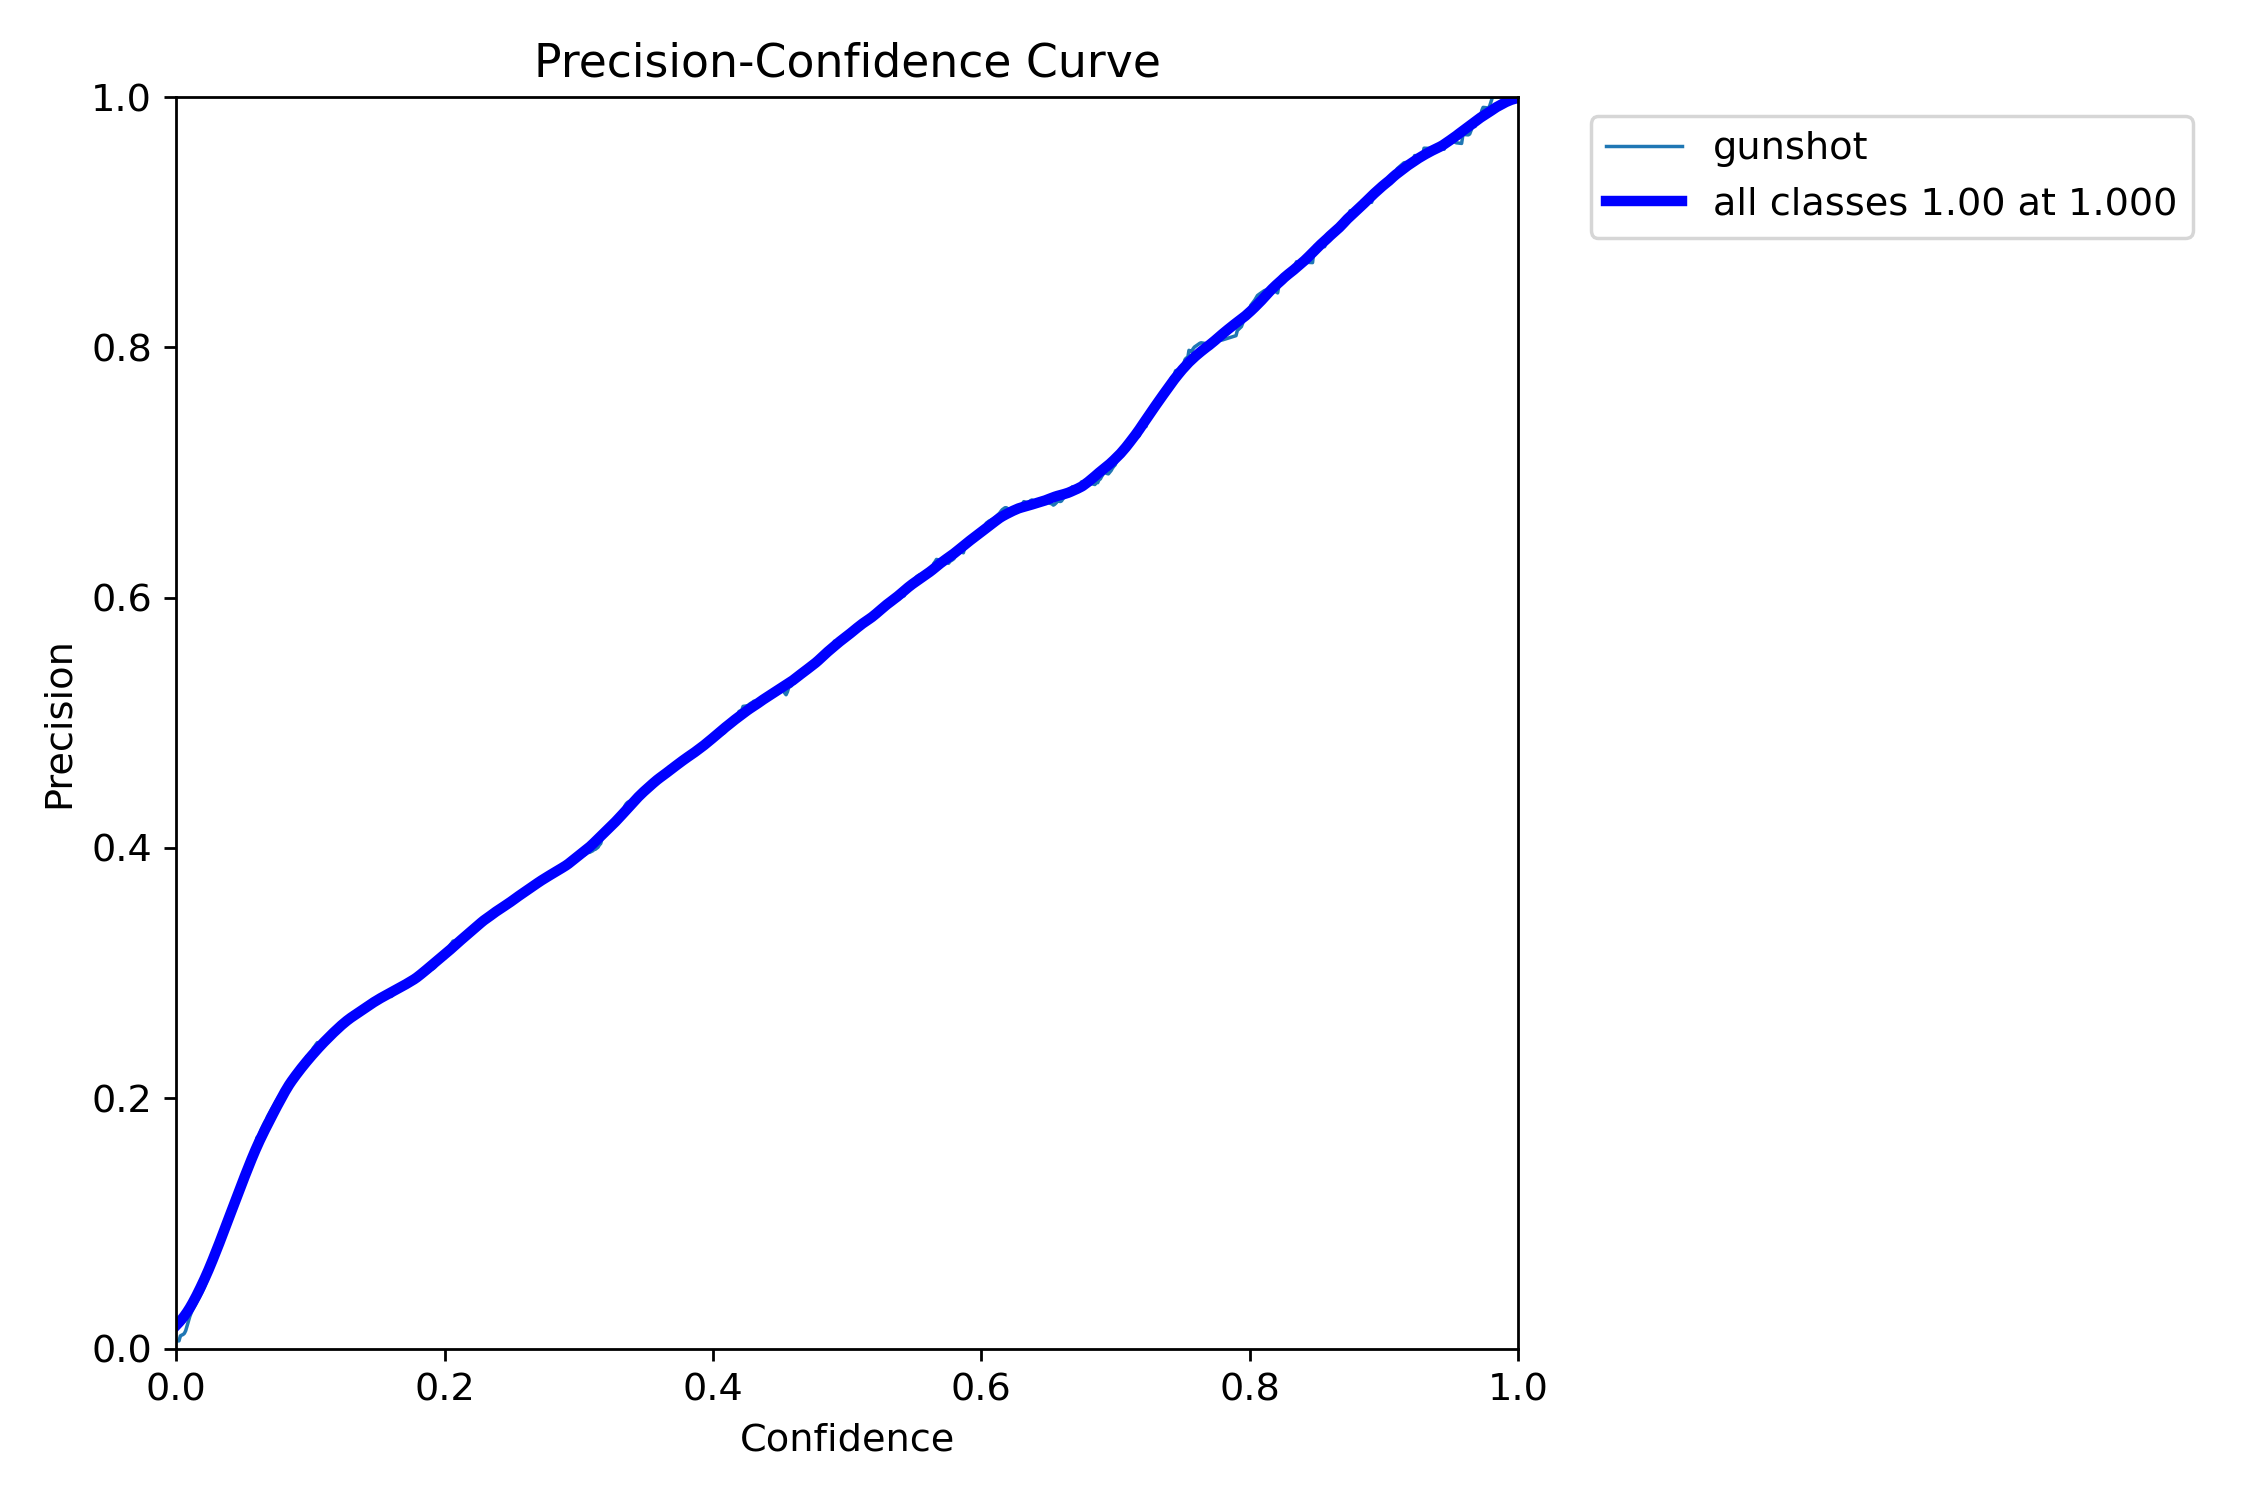 Precision-Confidence Curve
gunshot
all classes 1.00 at 1.000
Precision
1.0
0.8
0.6
0.4
0.2
0.0
0.0 0.2 0.4 0.6 0.8 1.0
Confidence